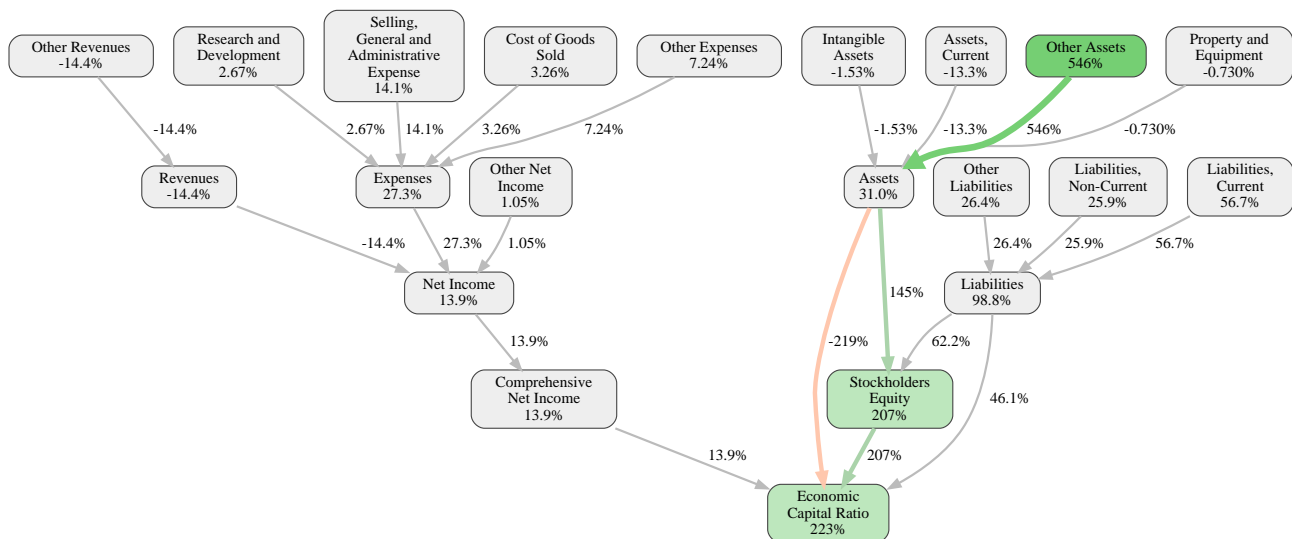 Other Revenues
-14.4%
Research and
Development
2.67%
Selling,
General and
Administrative
Expense
14.1%
Cost of Goods
Sold
3.26%
Other Expenses
7.24%
Intangible
Assets
-1.53%
Assets,
Current
-13.3%
Other Assets
546%
Property and
Equipment
-0.730%
-14.4%
2.67%
14.1%
3.26%
7.24%
-1.53%
-13.3%
546%
-0.730%
Revenues
-14.4%
Expenses
27.3%
Other Net
Income
1.05%
Assets
31.0%
Other
Liabilities
26.4%
Liabilities,
Non-Current
25.9%
Liabilities,
Current
56.7%
-14.4%
27.3%
1.05%
26.4%
25.9%
56.7%
Net Income
13.9%
145%
Liabilities
98.8%
13.9%
-219%
62.2%
Comprehensive
Net Income
13.9%
Stockholders
Equity
207%
46.1%
13.9%
207%
Economic
Capital Ratio
223%